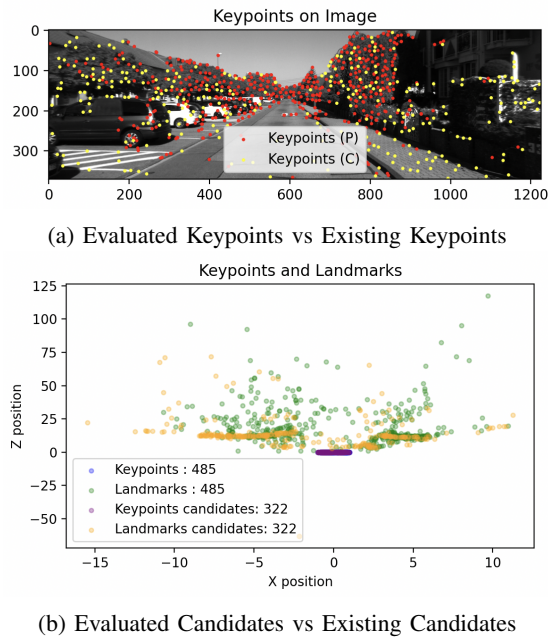 Keypoints on Image
0
100
200
300
Keypoints (P)
Keypoints (C)
0 200 400 600 800 1000 1200
(a) Evaluated Keypoints vs Existing Keypoints
Keypoints and Landmarks
125
100
75
50
25
0
−25
−50
Z position
Keypoints : 485
Landmarks : 485
Keypoints candidates: 322
Landmarks candidates: 322
−15 −10 −5 0 5 10
X position
(b) Evaluated Candidates vs Existing Candidates